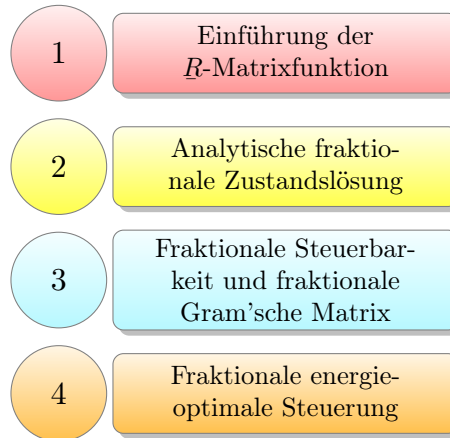 1
Einführung der
R-Matrixfunktion
2
Analytische fraktio-
nale Zustandslösung
3
Fraktionale Steuerbar-
keit und fraktionale
Gram'sche Matrix
4
Fraktionale energie-
optimale Steuerung